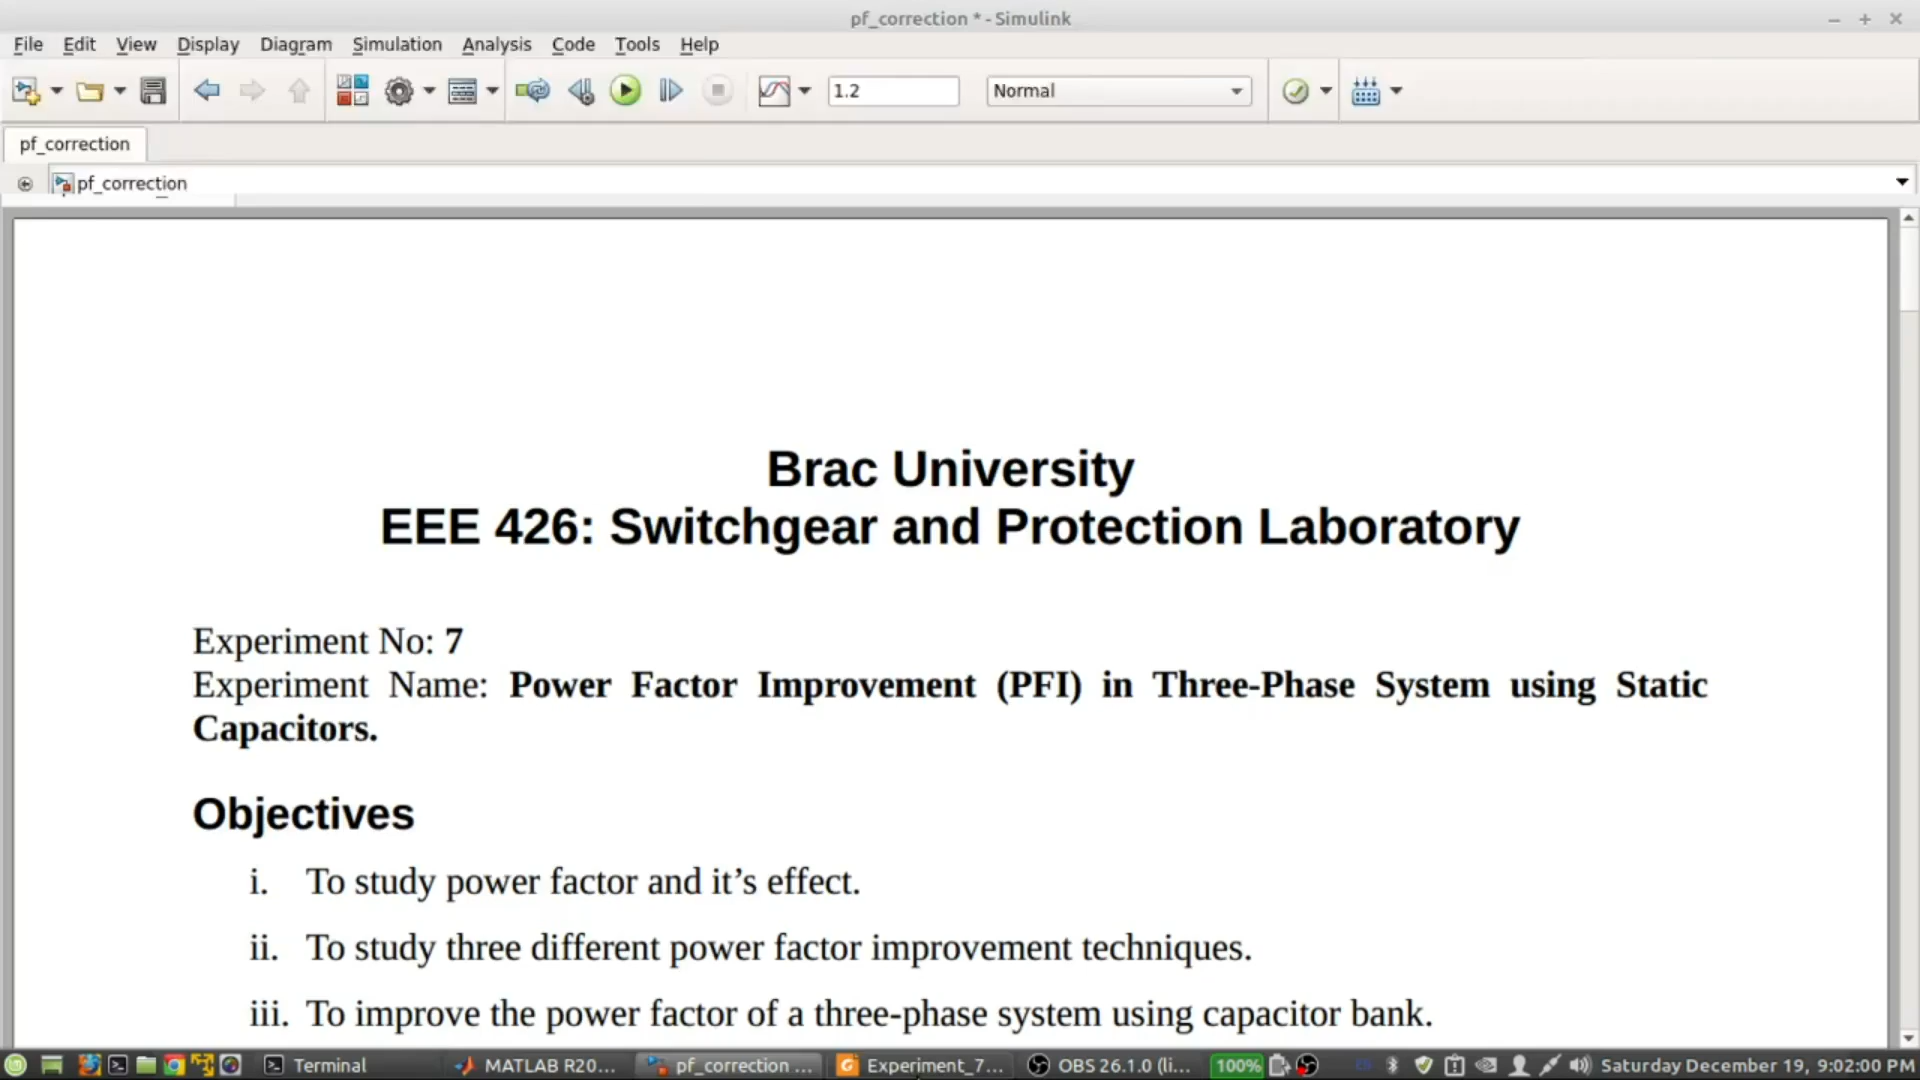 pf_correction * - Simulink
File Edit View Display Diagram Simulation Analysis Code Tools Help
1.2 Normal
pf_correction
pf_correction
Brac University
EEE 426: Switchgear and Protection Laboratory
Experiment No: 7
Experiment Name: Power Factor Improvement (PFI) in Three-Phase System using Static
Capacitors.
Objectives
i. To study power factor and it’s effect.
ii. To study three different power factor improvement techniques.
iii. To improve the power factor of a three-phase system using capacitor bank.
Terminal MATLAB R20... pf_correction ... Experiment_7... OBS 26.1.0 (li... 100% Saturday December 19, 9:02:00 PM